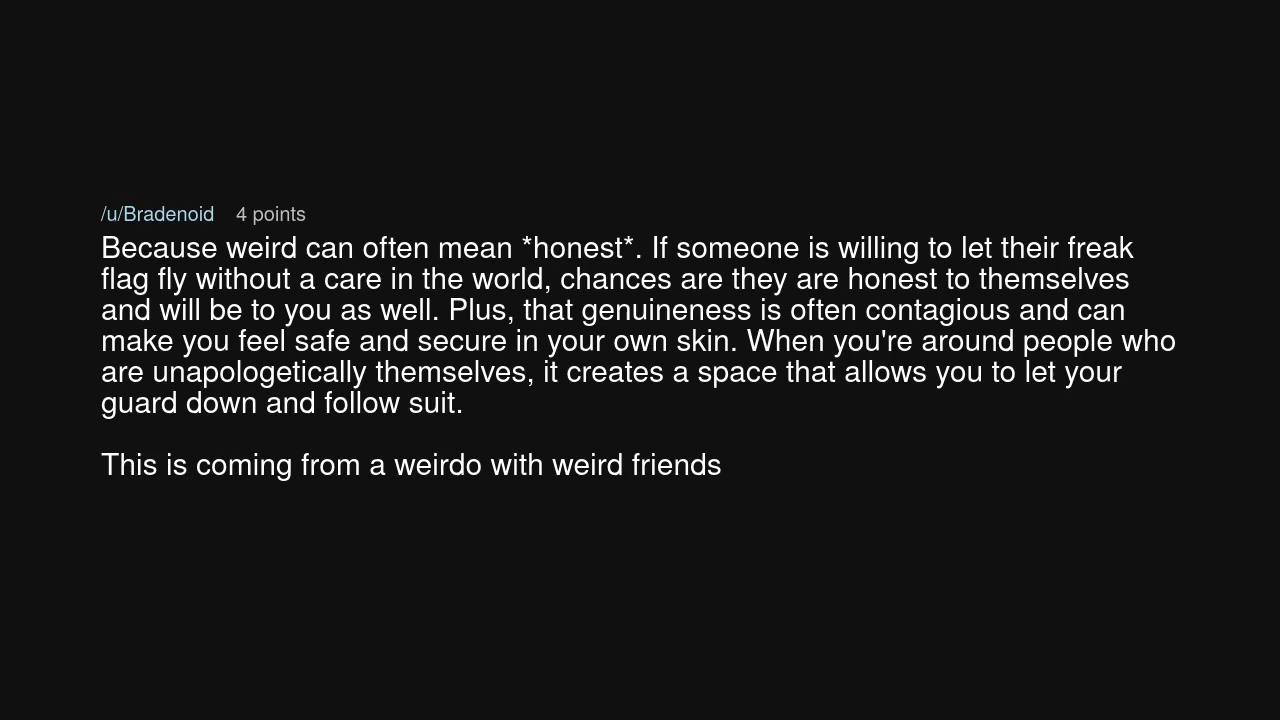 /u/Bradenoid 4 points
Because weird can often mean *honest*. If someone is willing to let their freak
flag fly without a care in the world, chances are they are honest to themselves
and will be to you as well. Plus, that genuineness is often contagious and can
make you feel safe and secure in your own skin. When you're around people who
are unapologetically themselves, it creates a space that allows you to let your
guard down and follow suit.
This is coming from a weirdo with weird friends